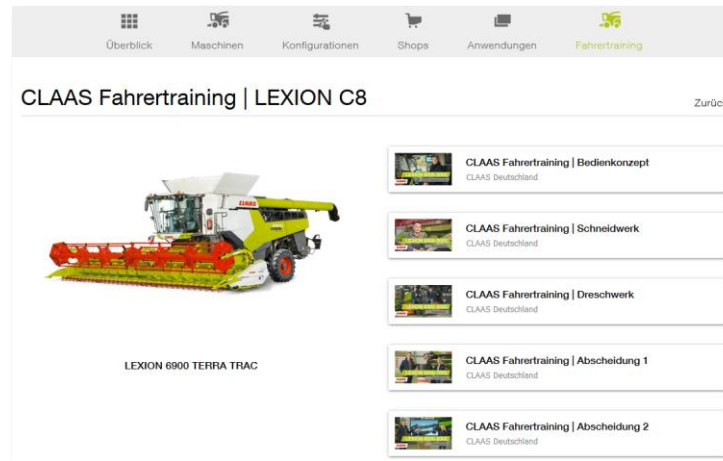 Überblick
Maschinen
Konfigurationen
Shops
Anwendungen
Fahrertraining
CLAAS Fahrertraining | LEXION C8
Zurück
CLAAS Fahrertraining | Bedienkonzept
CLAAS Deutschland
CLAAS Fahrertraining | Schneidwerk
CLAAS Deutschland
CLAAS Fahrertraining | Dreschwerk
CLAAS Deutschland
LEXION 6900 TERRA TRAC
CLAAS Fahrertraining | Abscheidung 1
CLAAS Deutschland
CLAAS Fahrertraining | Abscheidung 2
CLAAS Deutschland